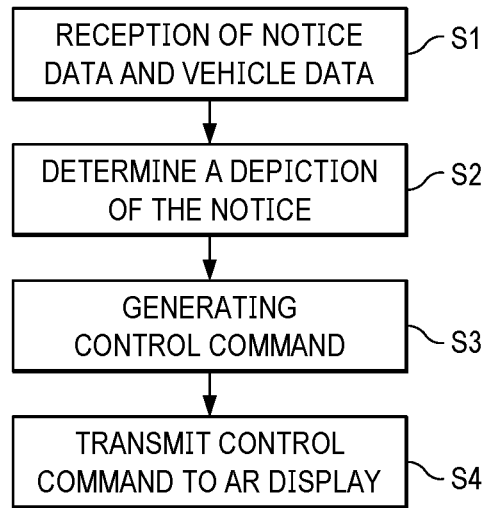 RECEPTION OF NOTICE
DATA AND VEHICLE DATA
S1
DETERMINE A DEPICTION
OF THE NOTICE
S2
GENERATING
CONTROL COMMAND
S3
TRANSMIT CONTROL
COMMAND TO AR DISPLAY
S4